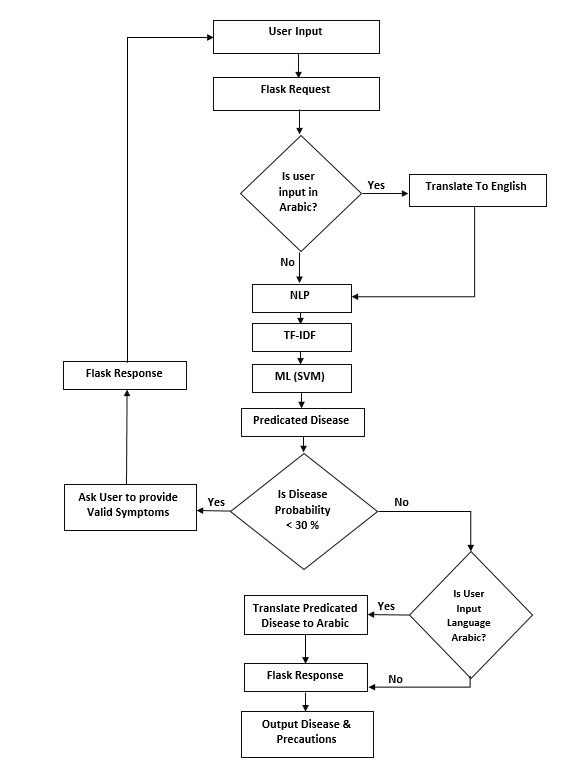 User Input
Flask Request
Is user
input in
Arabic?
Yes
Translate To English
No
NLP
TF-IDF
ML (SVM)
Flask Response
Predicated Disease
Ask User to provide
Valid Symptoms
Yes
Is Disease
Probability
< 30 %
No
Is User
Input
Language
Arabic?
Yes
Translate Predicated
Disease to Arabic
No
Flask Response
Output Disease &
Precautions